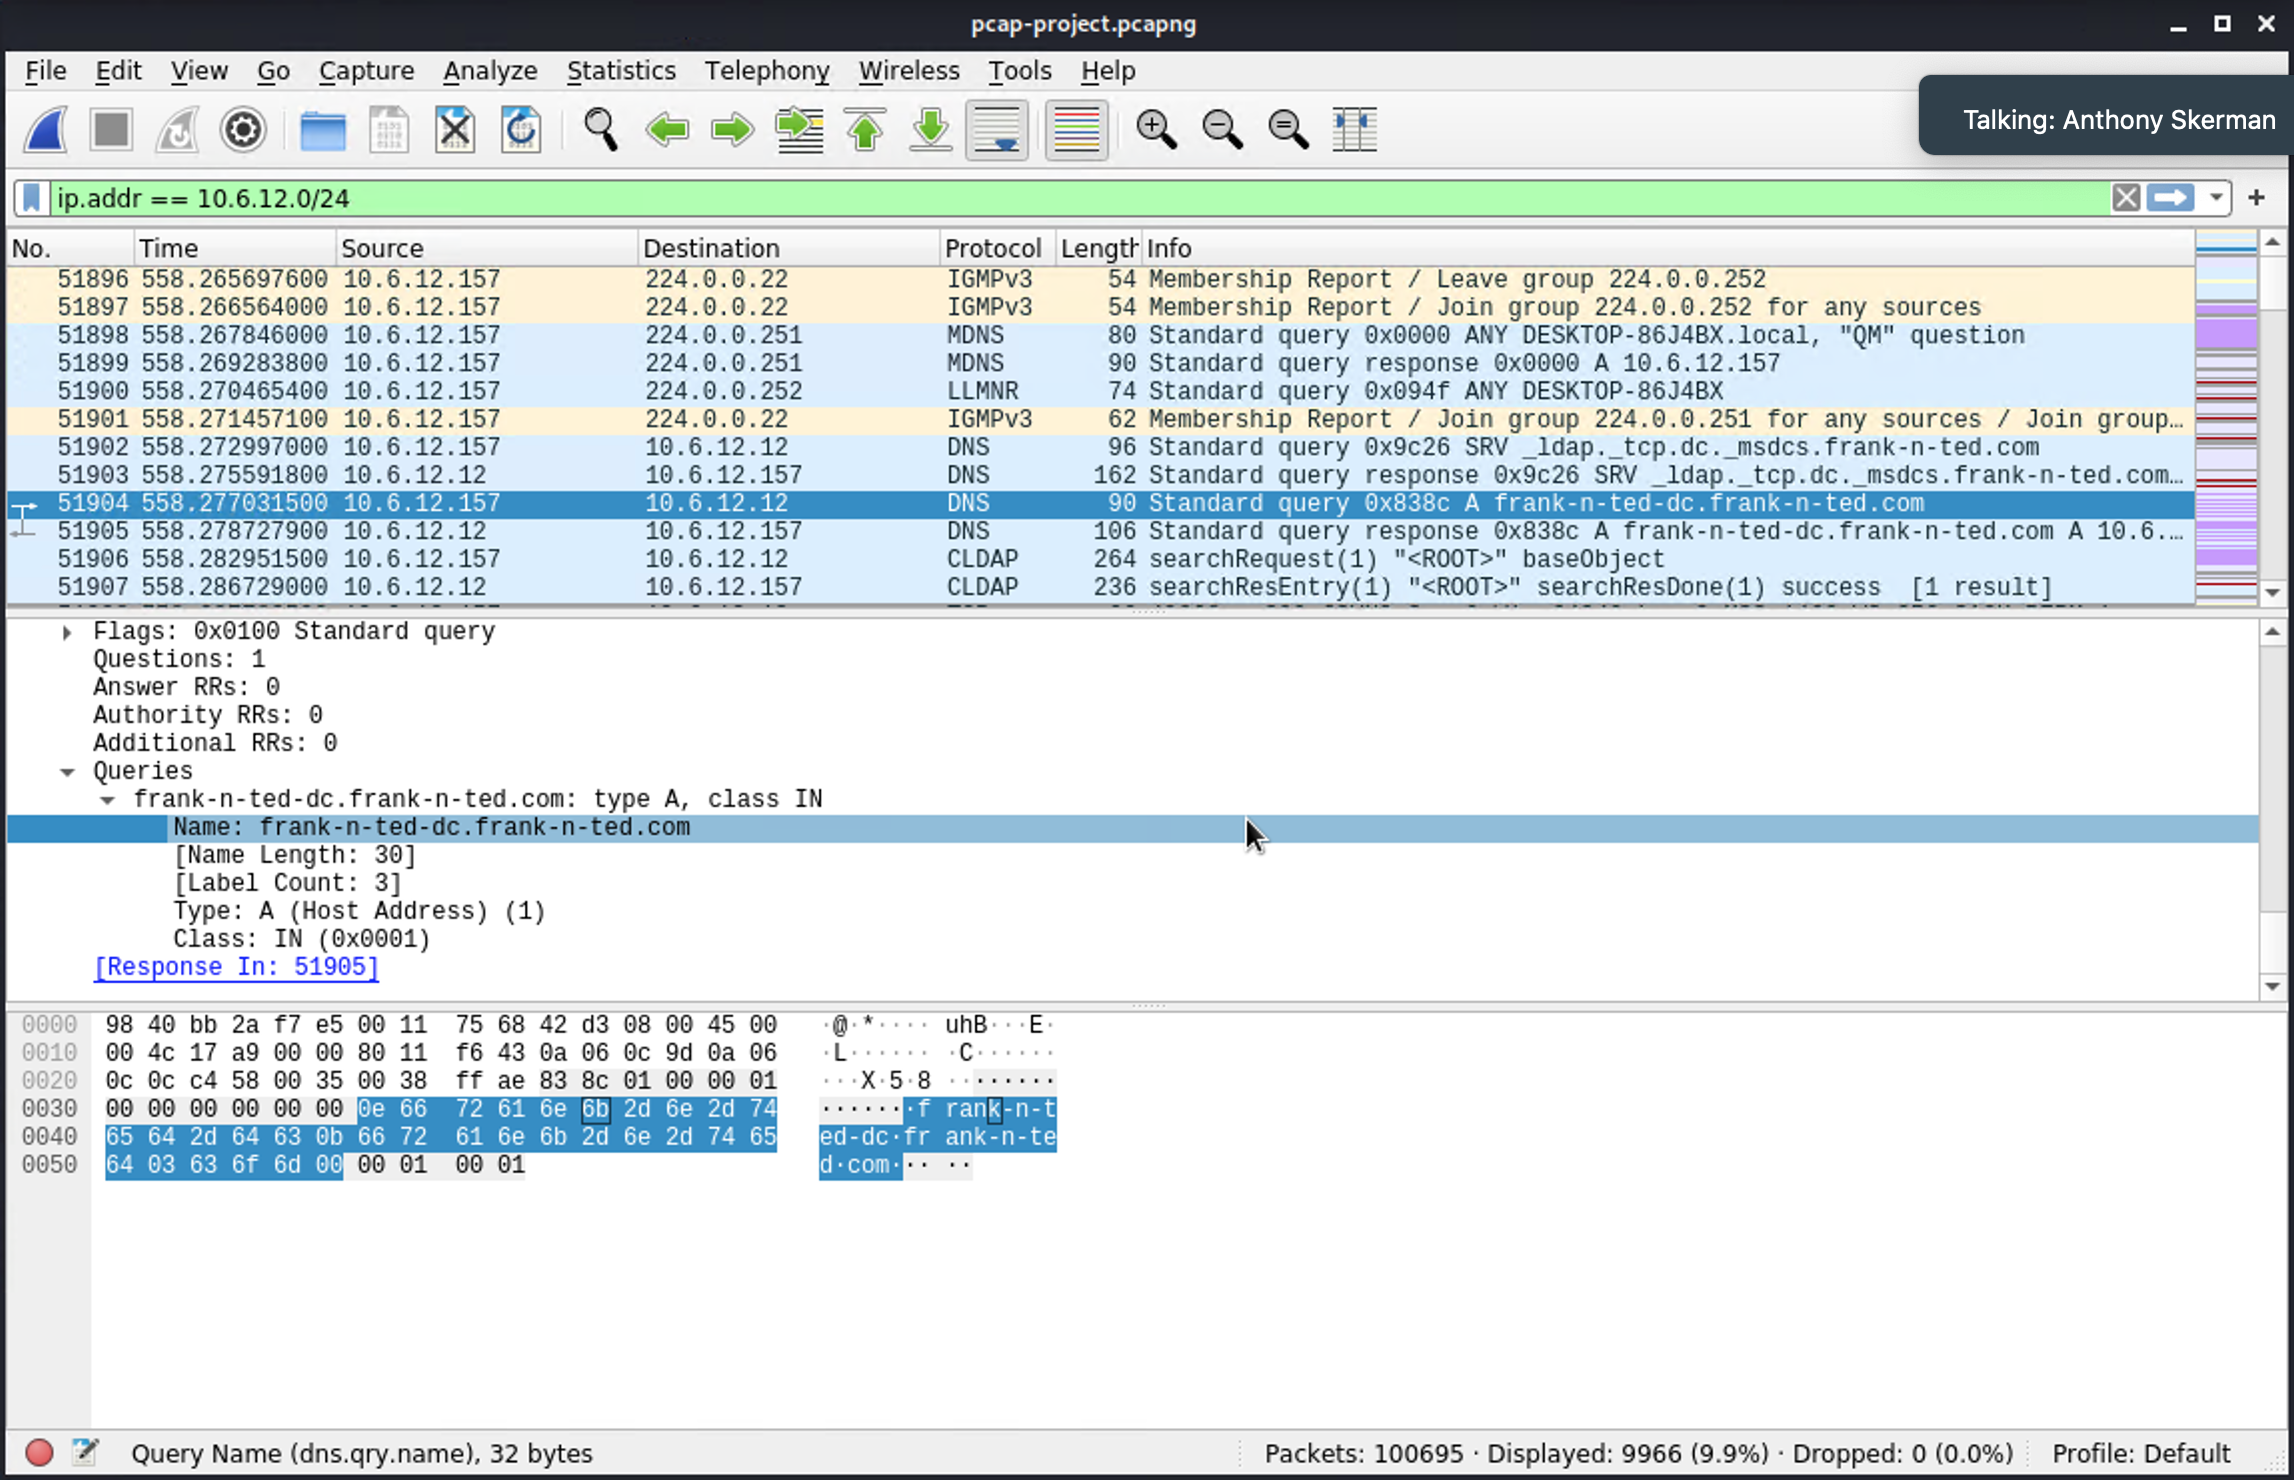 pcap-project.pcapng
File Edit View Go Capture Analyze Statistics Telephony Wireless Tools Help
Talking: Anthony Skerman
ip.addr == 10.6.12.0/24
No. Time Source Destination Protocol Length Info
51896 558.265697600 10.6.12.157 224.0.0.22 IGMPv3 54 Membership Report / Leave group 224.0.0.252
51897 558.266564000 10.6.12.157 224.0.0.22 IGMPv3 54 Membership Report / Join group 224.0.0.252 for any sources
51898 558.267846000 10.6.12.157 224.0.0.251 MDNS 80 Standard query 0x0000 ANY DESKTOP-86J4BX.local, "QM" question
51899 558.269283800 10.6.12.157 224.0.0.251 MDNS 90 Standard query response 0x0000 A 10.6.12.157
51900 558.270465400 10.6.12.157 224.0.0.252 LLMNR 74 Standard query 0x094f ANY DESKTOP-86J4BX
51901 558.271457100 10.6.12.157 224.0.0.22 IGMPv3 62 Membership Report / Join group 224.0.0.251 for any sources / Join group…
51902 558.272997000 10.6.12.157 10.6.12.12 DNS 96 Standard query 0x9c26 SRV _ldap._tcp.dc._msdcs.frank-n-ted.com
51903 558.275591800 10.6.12.12 10.6.12.157 DNS 162 Standard query response 0x9c26 SRV _ldap._tcp.dc._msdcs.frank-n-ted.com…
51904 558.277031500 10.6.12.157 10.6.12.12 DNS 90 Standard query 0x838c A frank-n-ted-dc.frank-n-ted.com
51905 558.278727900 10.6.12.12 10.6.12.157 DNS 106 Standard query response 0x838c A frank-n-ted-dc.frank-n-ted.com A 10.6.…
51906 558.282951500 10.6.12.157 10.6.12.12 CLDAP 264 searchRequest(1) "<ROOT>" baseObject
51907 558.286729000 10.6.12.12 10.6.12.157 CLDAP 236 searchResEntry(1) "<ROOT>" searchResDone(1) success [1 result]
Flags: 0x0100 Standard query
Questions: 1
Answer RRs: 0
Authority RRs: 0
Additional RRs: 0
Queries
frank-n-ted-dc.frank-n-ted.com: type A, class IN
Name: frank-n-ted-dc.frank-n-ted.com
[Name Length: 30]
[Label Count: 3]
Type: A (Host Address) (1)
Class: IN (0x0001)
[Response In: 51905]
0000 98 40 bb 2a f7 e5 00 11 75 68 42 d3 08 00 45 00 ·@·*···· uhB···E·
0010 00 4c 17 a9 00 00 80 11 f6 43 0a 06 0c 9d 0a 06 ·L······ ·C······
0020 0c 0c c4 58 00 35 00 38 ff ae 83 8c 01 00 00 01 ···X·5·8 ········
0030 00 00 00 00 00 00 0e 66 72 61 6e 6b 2d 6e 2d 74 ·······f rank-n-t
0040 65 64 2d 64 63 0b 66 72 61 6e 6b 2d 6e 2d 74 65 ed-dc·fr ank-n-te
0050 64 03 63 6f 6d 00 00 01 00 01 d·com··· ··
Query Name (dns.qry.name), 32 bytes Packets: 100695 · Displayed: 9966 (9.9%) · Dropped: 0 (0.0%) Profile: Default